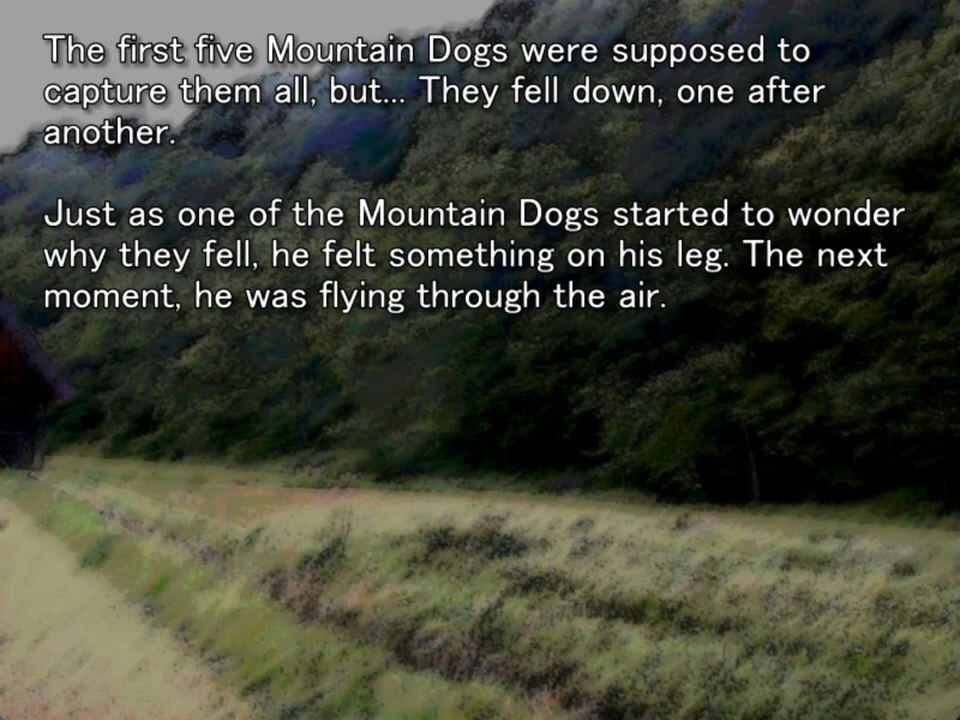 The first five Mountain Dogs were supposed to
capture them all, but... They fell down, one after
another.
Just as one of the Mountain Dogs started to wonder
why they fell, he felt something on his leg. The next
moment, he was flying through the air.